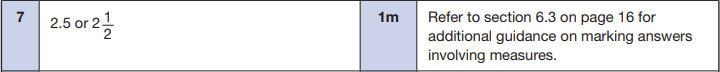 7
2.5 or 2 1/2
1m
Refer to section 6.3 on page 16 for
additional guidance on marking answers
involving measures.